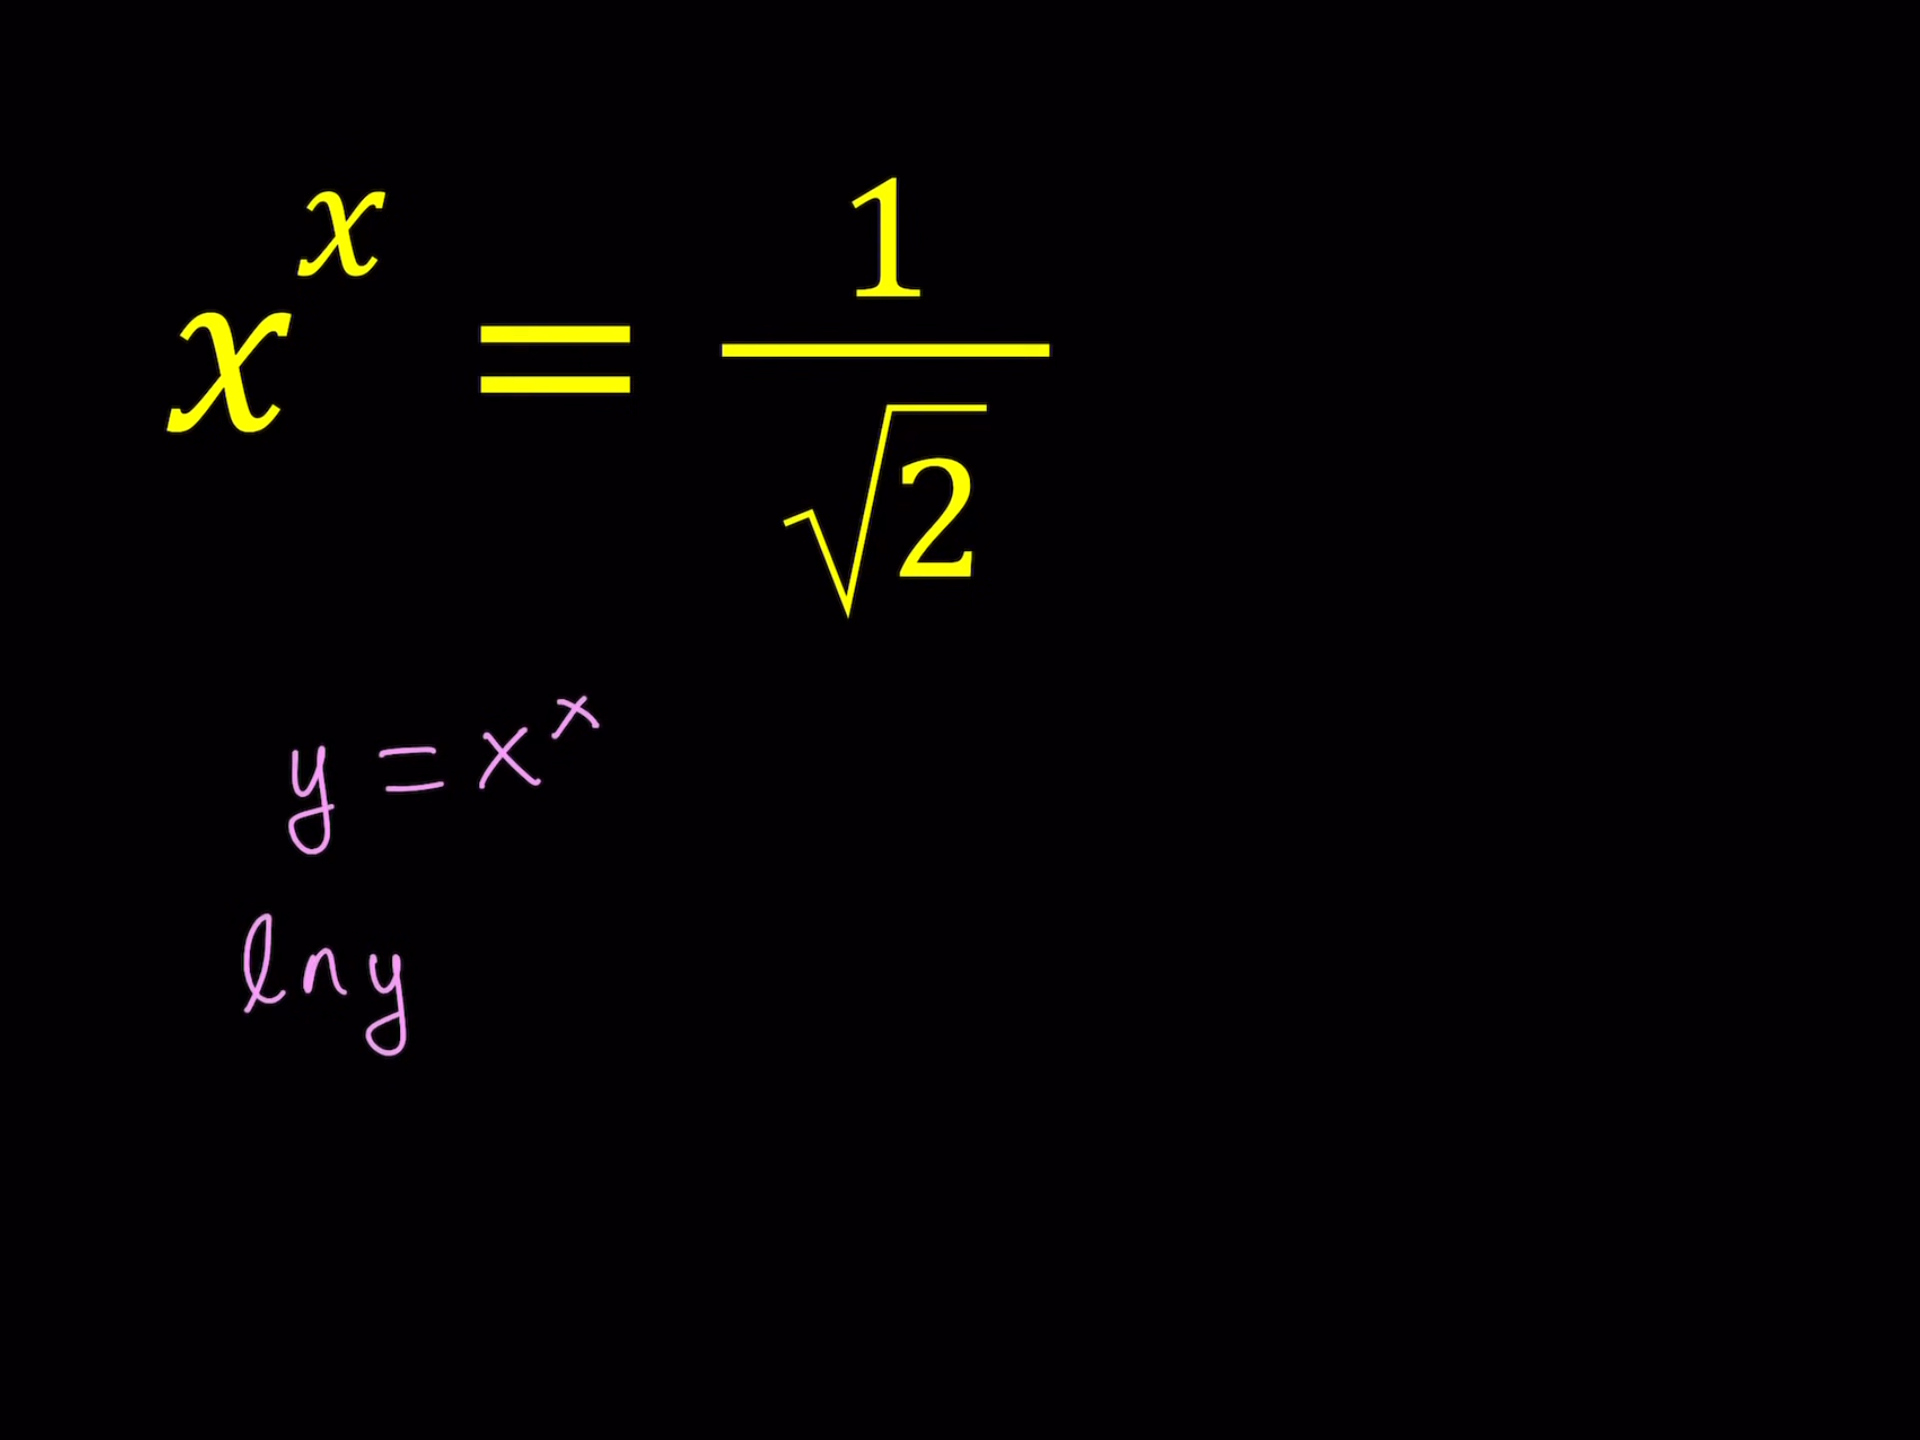 x^x = 1/√2
y = x^x
ln y